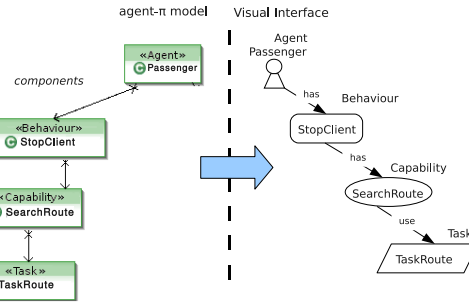 agent-π model
Visual Interface
components
«Agent»
C Passenger
«Behaviour»
C StopClient
«Capability»
SearchRoute
«Task»
TaskRoute
Agent
Passenger
has
Behaviour
StopClient
has
Capability
SearchRoute
use
Task
TaskRoute